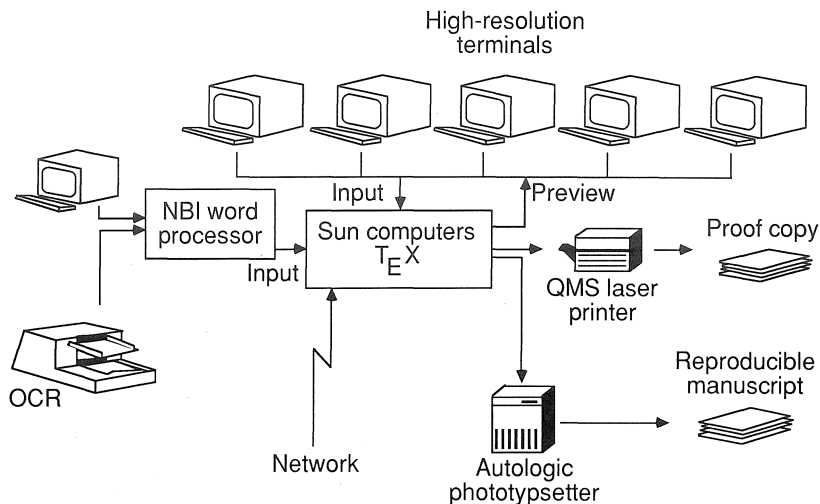 High-resolution
terminals
Input
Preview
NBI word
processor
Input
Sun computers
TEX
Proof copy
QMS laser
printer
OCR
Reproducible
manuscript
Network
Autologic
phototypsetter